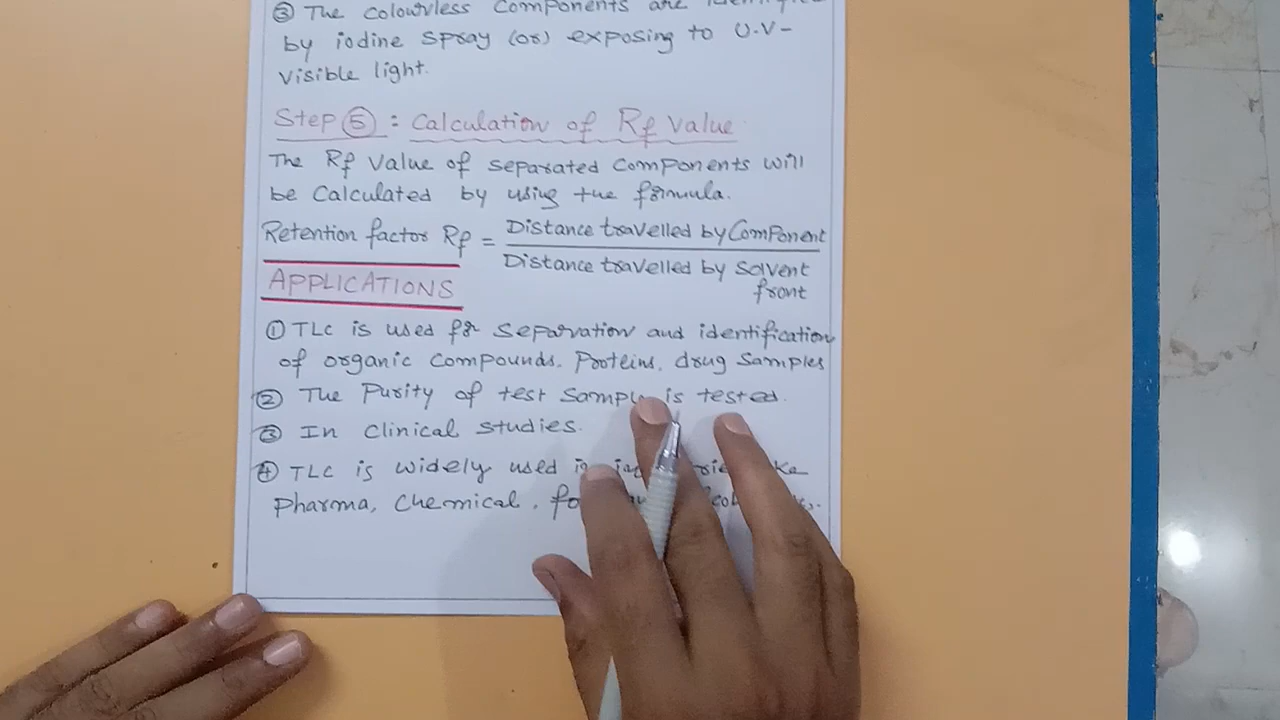 ③ The Colourless Components are
by iodine spray (or) exposing to U.V-
visible light.
Step ⑤ : Calculation of Rf value
The Rf value of separated components will
be Calculated by using the formula.
Retention factor Rf = Distance travelled by Component
Distance travelled by Solvent
front
APPLICATIONS
① TLC is used for separation and identification
of organic compounds. Proteins, drug samples
② The Purity of test sample is tested.
③ In Clinical studies.
④ TLC is widely used
Pharma, Chemical,